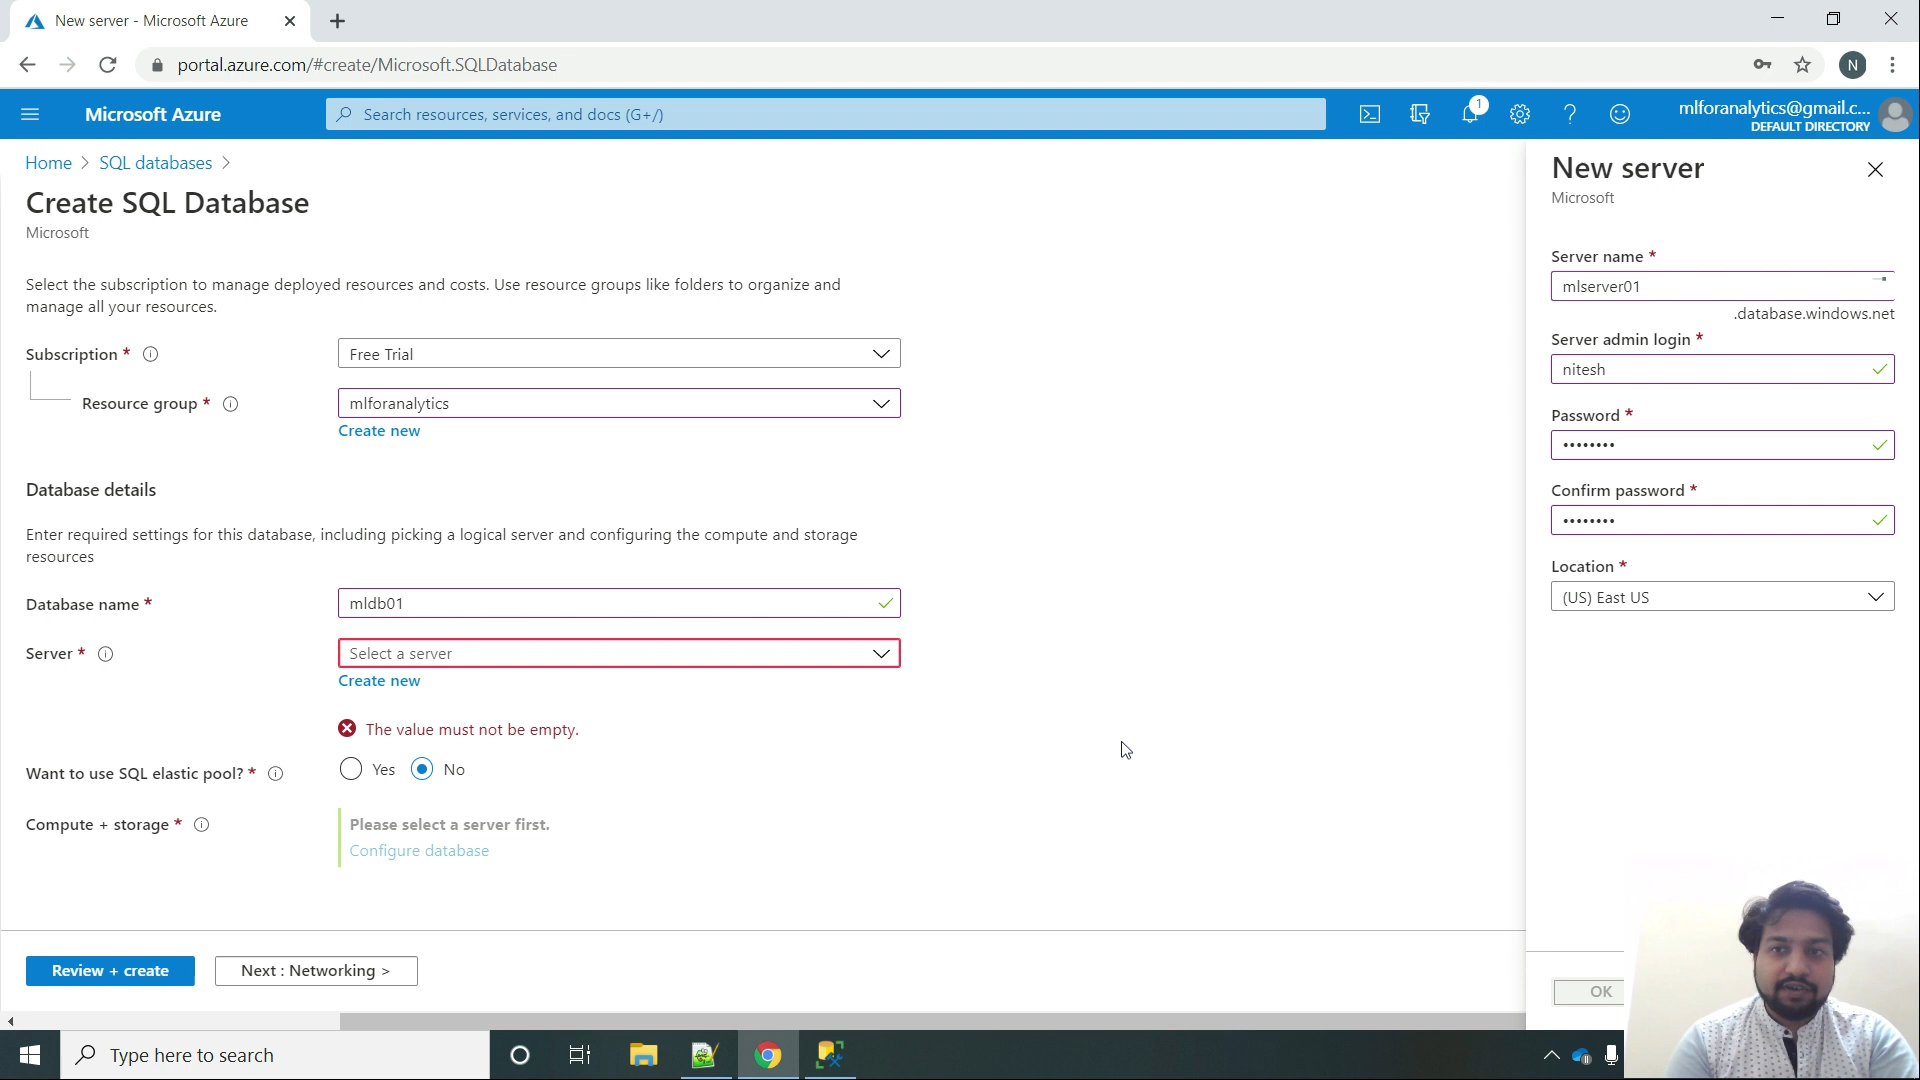 New server - Microsoft Azure
portal.azure.com/#create/Microsoft.SQLDatabase
N
Microsoft Azure
Search resources, services, and docs (G+/)
1
mlforanalytics@gmail.c...
DEFAULT DIRECTORY
Home > SQL databases >
Create SQL Database
Microsoft
Select the subscription to manage deployed resources and costs. Use resource groups like folders to organize and
manage all your resources.
Subscription *
Free Trial
Resource group *
mlforanalytics
Create new
Database details
Enter required settings for this database, including picking a logical server and configuring the compute and storage
resources
Database name *
mldb01
Server *
Select a server
Create new
The value must not be empty.
Want to use SQL elastic pool? *
Yes
No
Compute + storage *
Please select a server first.
Configure database
Review + create
Next : Networking >
New server
Microsoft
Server name *
mlserver01
.database.windows.net
Server admin login *
nitesh
Password *
••••••••
Confirm password *
••••••••
Location *
(US) East US
OK
Type here to search